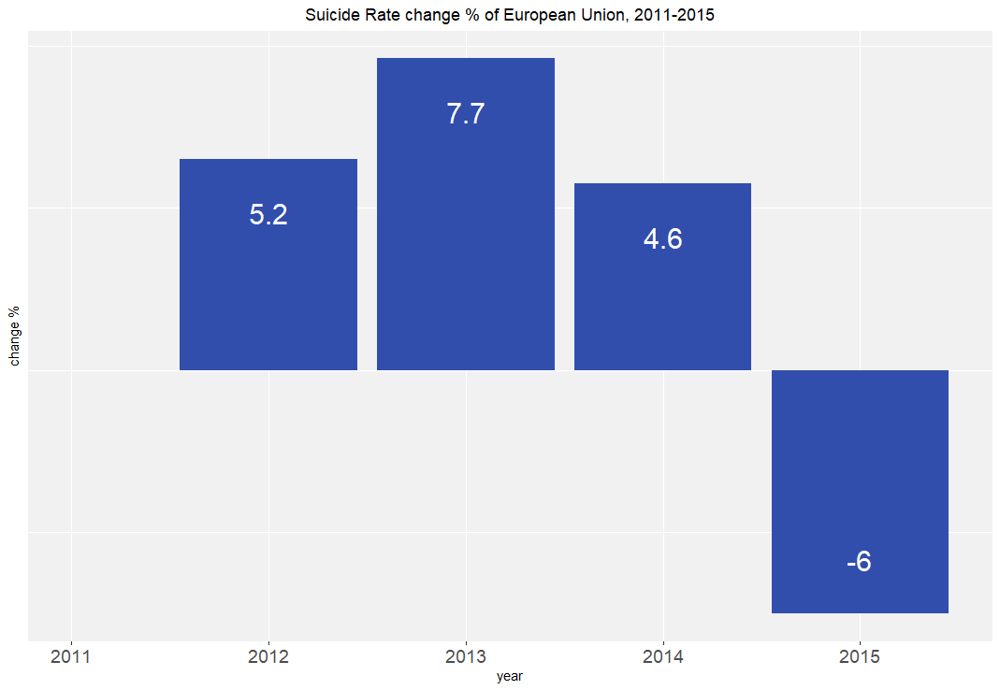 Suicide Rate change % of European Union, 2011-2015
7.7
5.2
4.6
change %
-6
2011 2012 2013 2014 2015
year